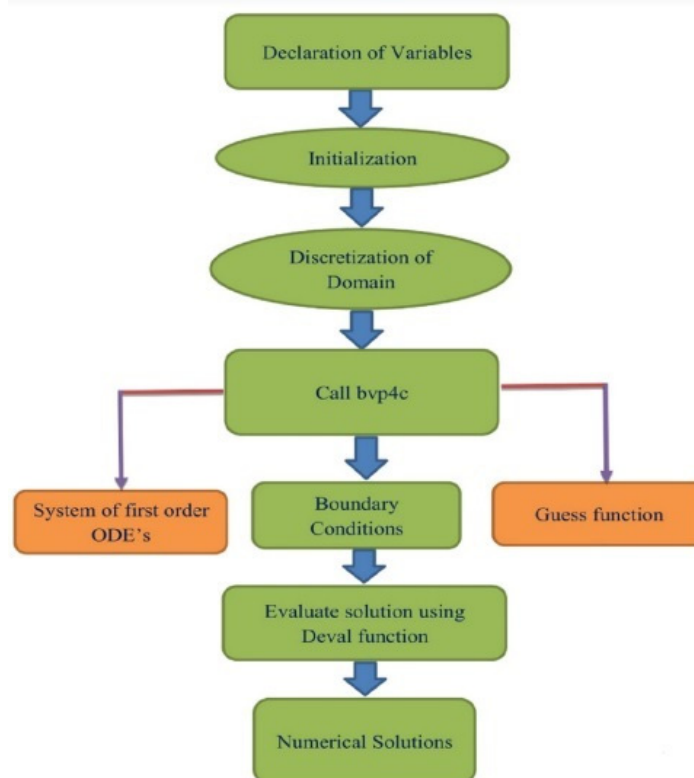 Declaration of Variables
Initialization
Discretization of
Domain
Call bvp4c
System of first order
ODE's
Boundary
Conditions
Guess function
Evaluate solution using
Deval function
Numerical Solutions